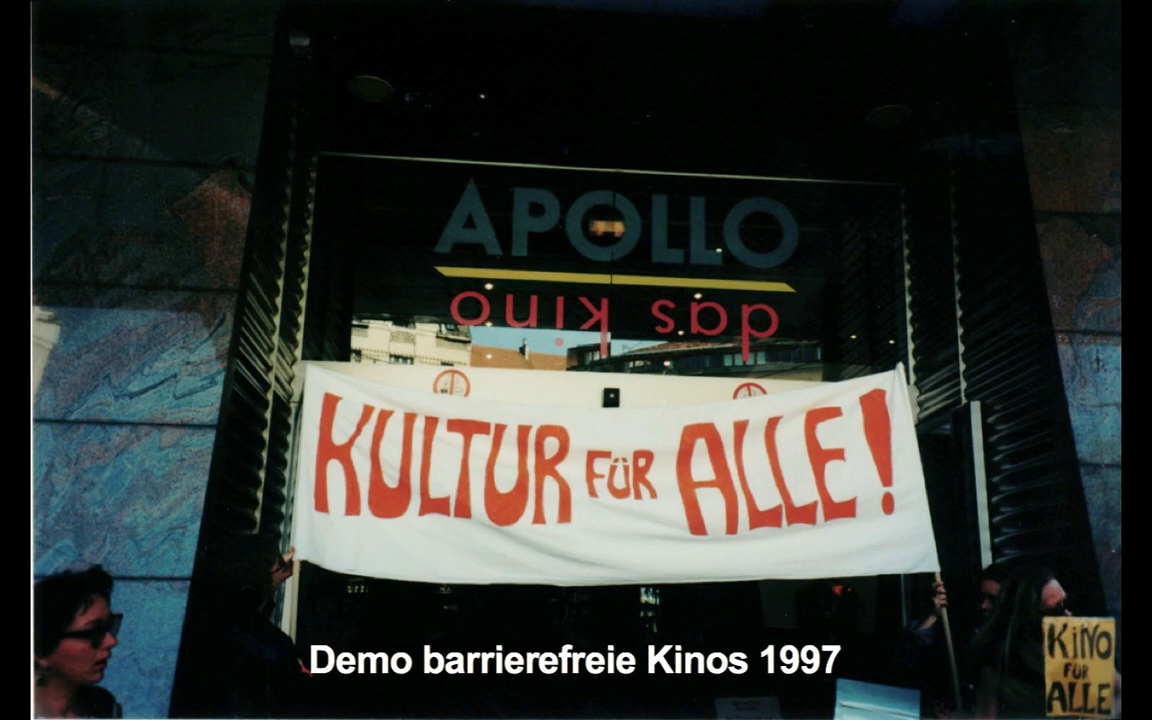 APOLLO
das kino
KULTUR FÜR ALLE!
Demo barrierefreie Kinos 1997
KINO
FÜR
ALLE